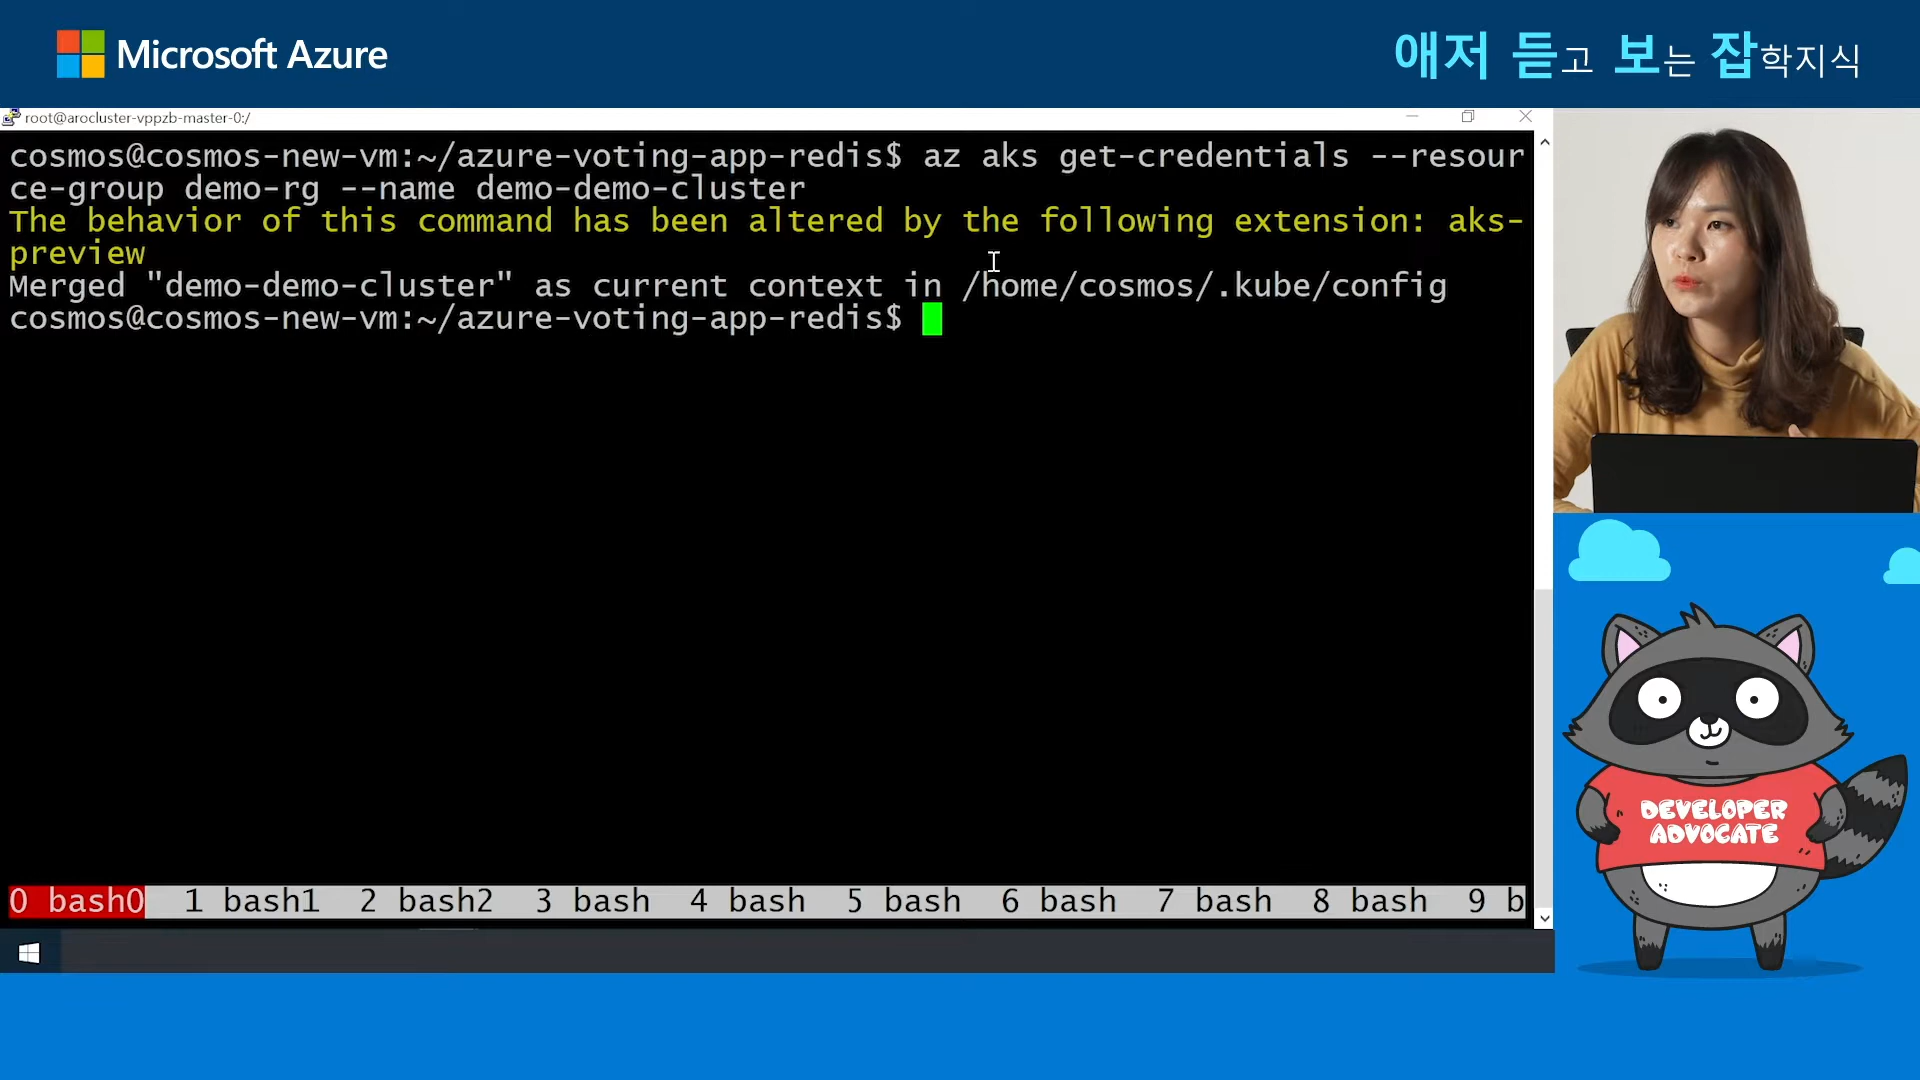 Microsoft Azure
애저 듣고 보는 잡학지식
root@arocluster-vppzb-master-0:/
cosmos@cosmos-new-vm:~/azure-voting-app-redis$ az aks get-credentials --resour
ce-group demo-rg --name demo-demo-cluster
The behavior of this command has been altered by the following extension: aks-
preview
Merged "demo-demo-cluster" as current context in /home/cosmos/.kube/config
cosmos@cosmos-new-vm:~/azure-voting-app-redis$
0 bash0 1 bash1 2 bash2 3 bash 4 bash 5 bash 6 bash 7 bash 8 bash 9 b
DEVELOPER
ADVOCATE